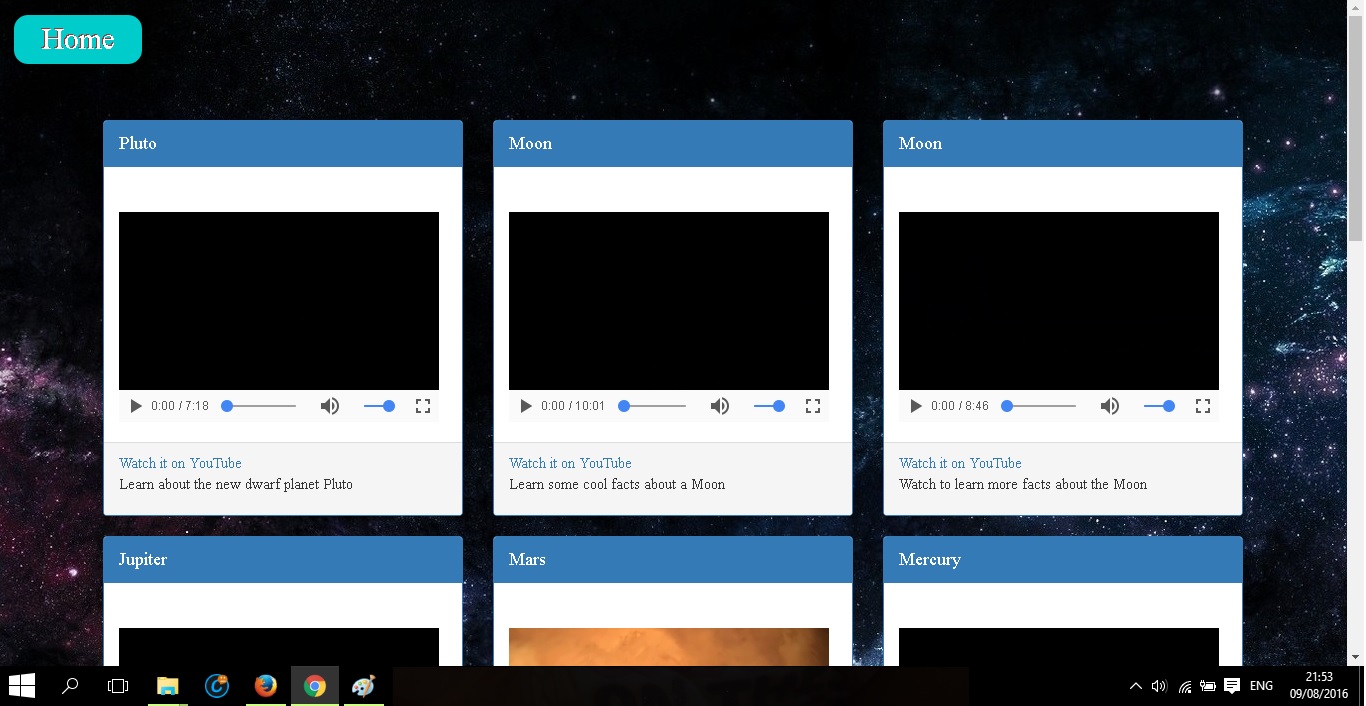 Home
Pluto
Moon
Moon
0:00 / 7:18
0:00 / 10:01
0:00 / 8:46
Watch it on YouTube
Learn about the new dwarf planet Pluto
Watch it on YouTube
Learn some cool facts about a Moon
Watch it on YouTube
Watch to learn more facts about the Moon
Jupiter
Mars
Mercury
ENG
21:53
09/08/2016